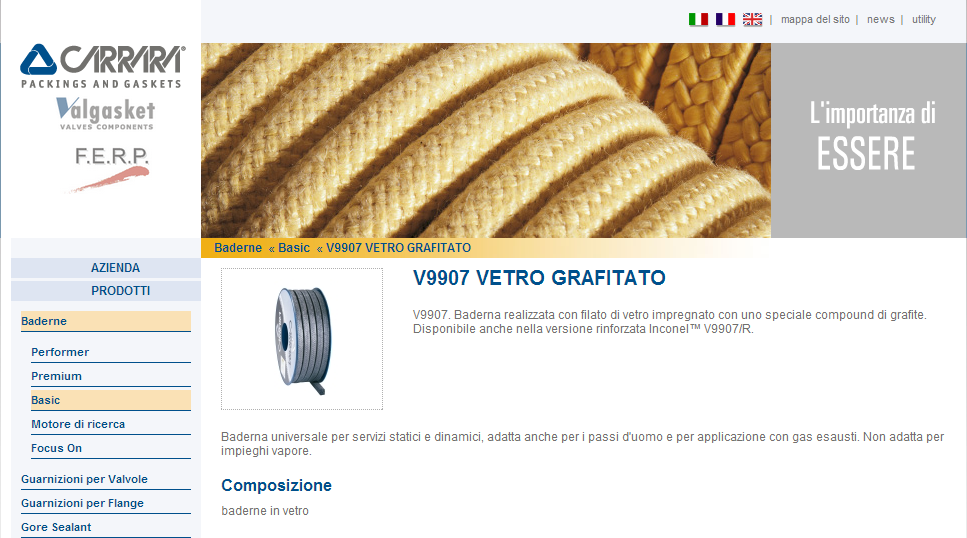 | mappa del sito | news | utility
CARRARA®
PACKINGS AND GASKETS
Valgasket
VALVES COMPONENTS
F.E.R.P.
L'importanza di
ESSERE
Baderne « Basic « V9907 VETRO GRAFITATO
AZIENDA
PRODOTTI
Baderne
Performer
Premium
Basic
Motore di ricerca
Focus On
Guarnizioni per Valvole
Guarnizioni per Flange
Gore Sealant
V9907 VETRO GRAFITATO
V9907. Baderna realizzata con filato di vetro impregnato con uno speciale compound di grafite.
Disponibile anche nella versione rinforzata Inconel™ V9907/R.
Baderna universale per servizi statici e dinamici, adatta anche per i passi d'uomo e per applicazione con gas esausti. Non adatta per
impieghi vapore.
Composizione
baderne in vetro